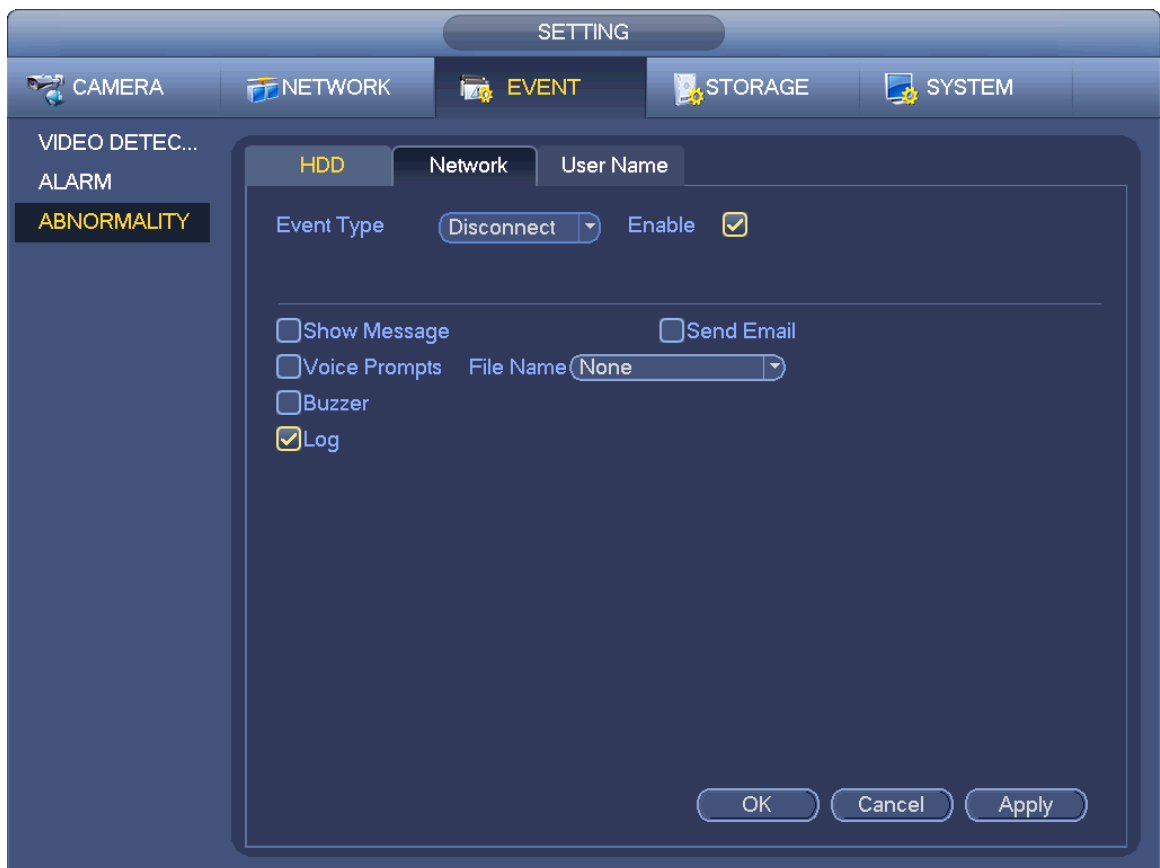 SETTING
CAMERA NETWORK EVENT STORAGE SYSTEM
VIDEO DETEC...
ALARM
ABNORMALITY
HDD Network User Name
Event Type Disconnect Enable
Show Message Send Email
Voice Prompts File Name None
Buzzer
Log
OK Cancel Apply